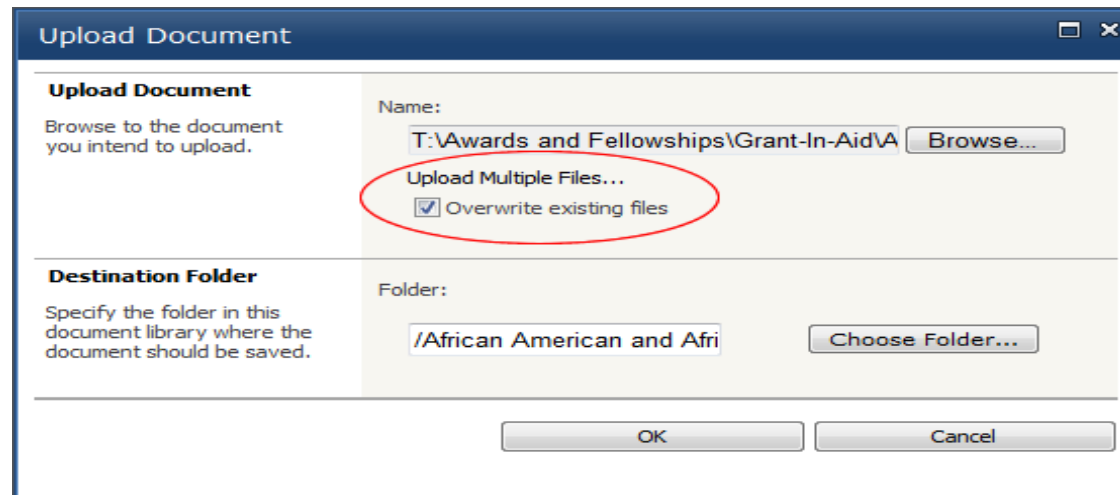 Upload Document
Upload Document
Browse to the document
you intend to upload.
Name:
T:\Awards and Fellowships\Grant-In-Aid\A
Browse...
Upload Multiple Files...
Overwrite existing files
Destination Folder
Specify the folder in this
document library where the
document should be saved.
Folder:
/African American and Afri
Choose Folder...
OK
Cancel